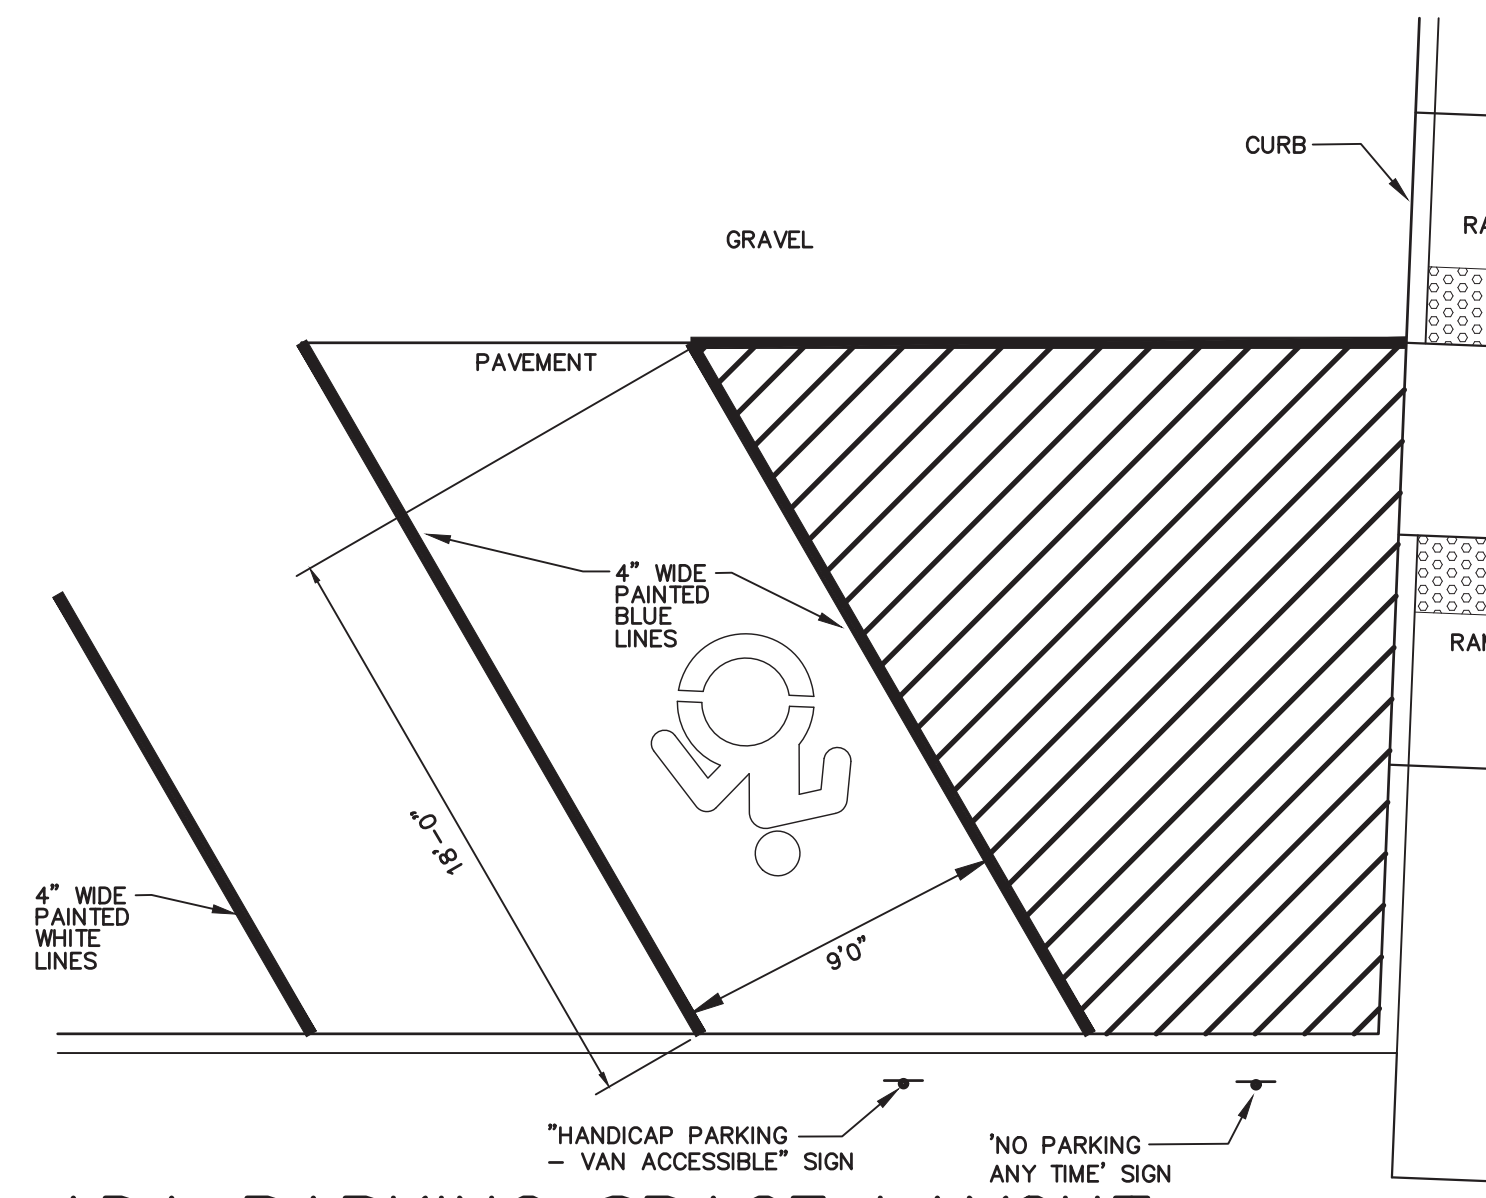 CURB
GRAVEL
PAVEMENT
4" WIDE
PAINTED
BLUE
LINES
18'-0"
4" WIDE
PAINTED
WHITE
LINES
9'0"
"HANDICAP PARKING
- VAN ACCESSIBLE" SIGN
'NO PARKING
ANY TIME' SIGN